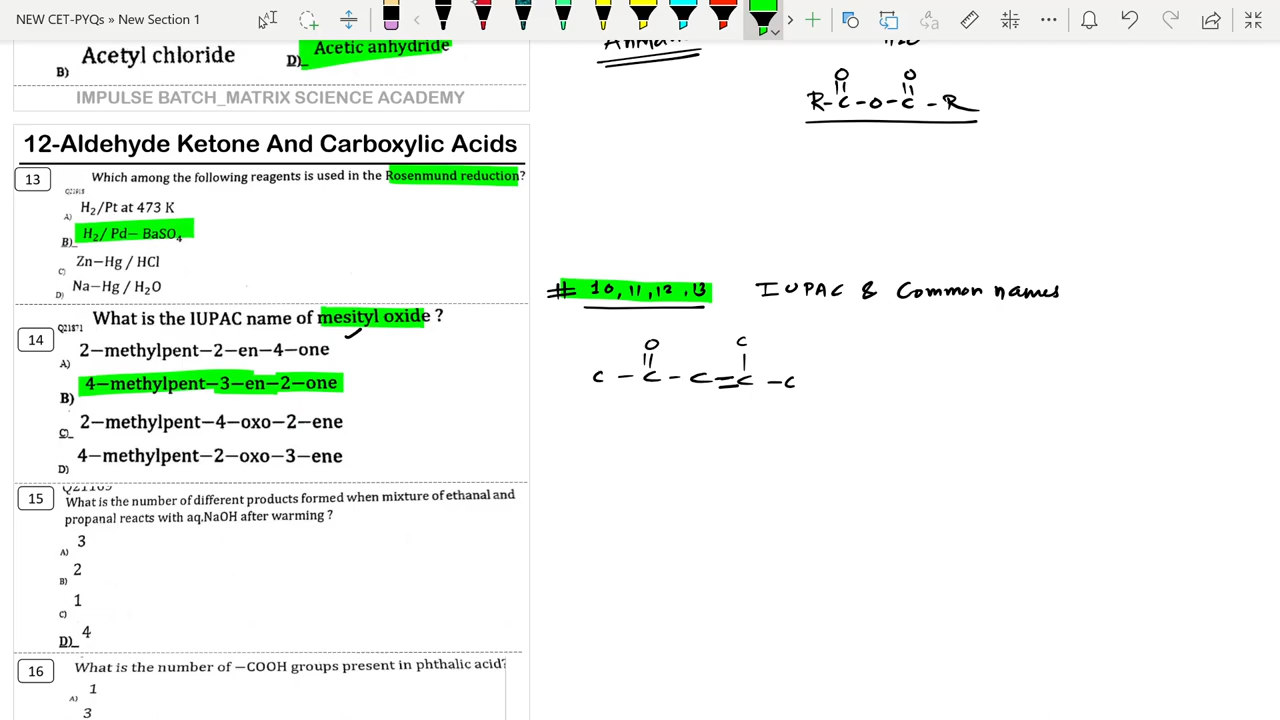 NEW CET-PYQs » New Section 1
B) Acetyl chloride D) Acetic anhydride
IMPULSE BATCH_MATRIX SCIENCE ACADEMY
12-Aldehyde Ketone And Carboxylic Acids
13 Which among the following reagents is used in the Rosenmund reduction?
A) H₂/Pt at 473 K
B) H₂/ Pd— BaSO₄
C) Zn—Hg / HCl
D) Na—Hg / H₂O
14 What is the IUPAC name of mesityl oxide ?
Q21871
A) 2—methylpent—2—en—4—one
B) 4—methylpent—3—en—2—one
C) 2—methylpent—4—oxo—2—ene
D) 4—methylpent—2—oxo—3—ene
15 What is the number of different products formed when mixture of ethanal and
propanal reacts with aq.NaOH after warming ?
A) 3
B) 2
C) 1
D) 4
16 What is the number of —COOH groups present in phthalic acid?
A) 1
3
O O
R-C-O-C-R
# 10, 11, 12, 13 IUPAC & Common names
O C
C - C - C = C - C